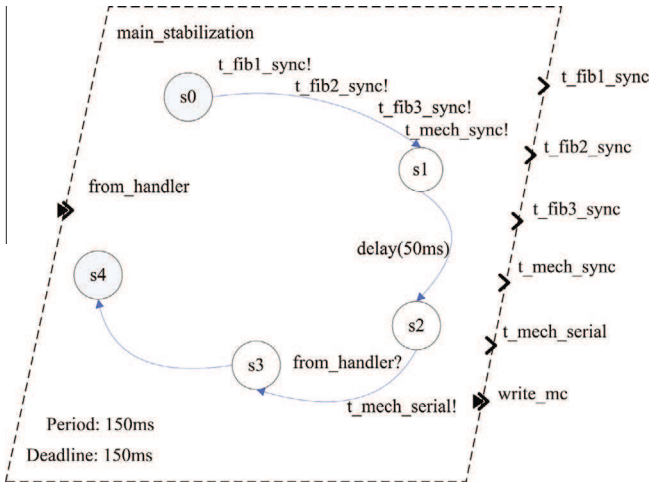 main_stabilization
t_fib1_sync!
t_fib2_sync!
t_fib3_sync!
t_mech_sync!
s0
s1
from_handler
delay(50ms)
s4
s2
s3
from_handler?
t_mech_serial!
Period: 150ms
Deadline: 150ms
t_fib1_sync
t_fib2_sync
t_fib3_sync
t_mech_sync
t_mech_serial
write_mc